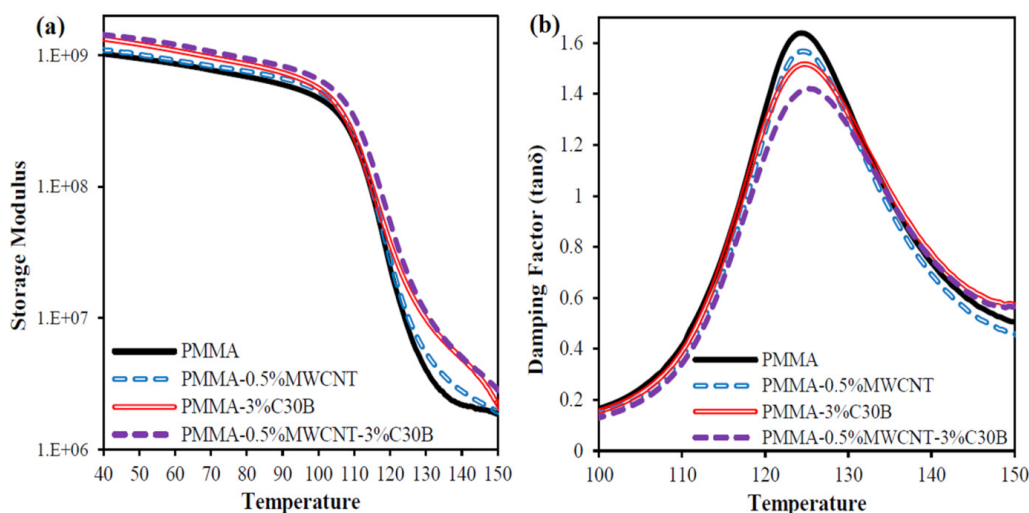 (a)
1.E+09
1.E+08
1.E+07
1.E+06
Storage Modulus
PMMA
PMMA-0.5%MWCNT
PMMA-3%C30B
PMMA-0.5%MWCNT-3%C30B
40 50 60 70 80 90 100 110 120 130 140 150
Temperature
(b)
1.6
1.4
1.2
1
0.8
0.6
0.4
0.2
0
Damping Factor (tanδ)
PMMA
PMMA-0.5%MWCNT
PMMA-3%C30B
PMMA-0.5%MWCNT-3%C30B
100 110 120 130 140 150
Temperature